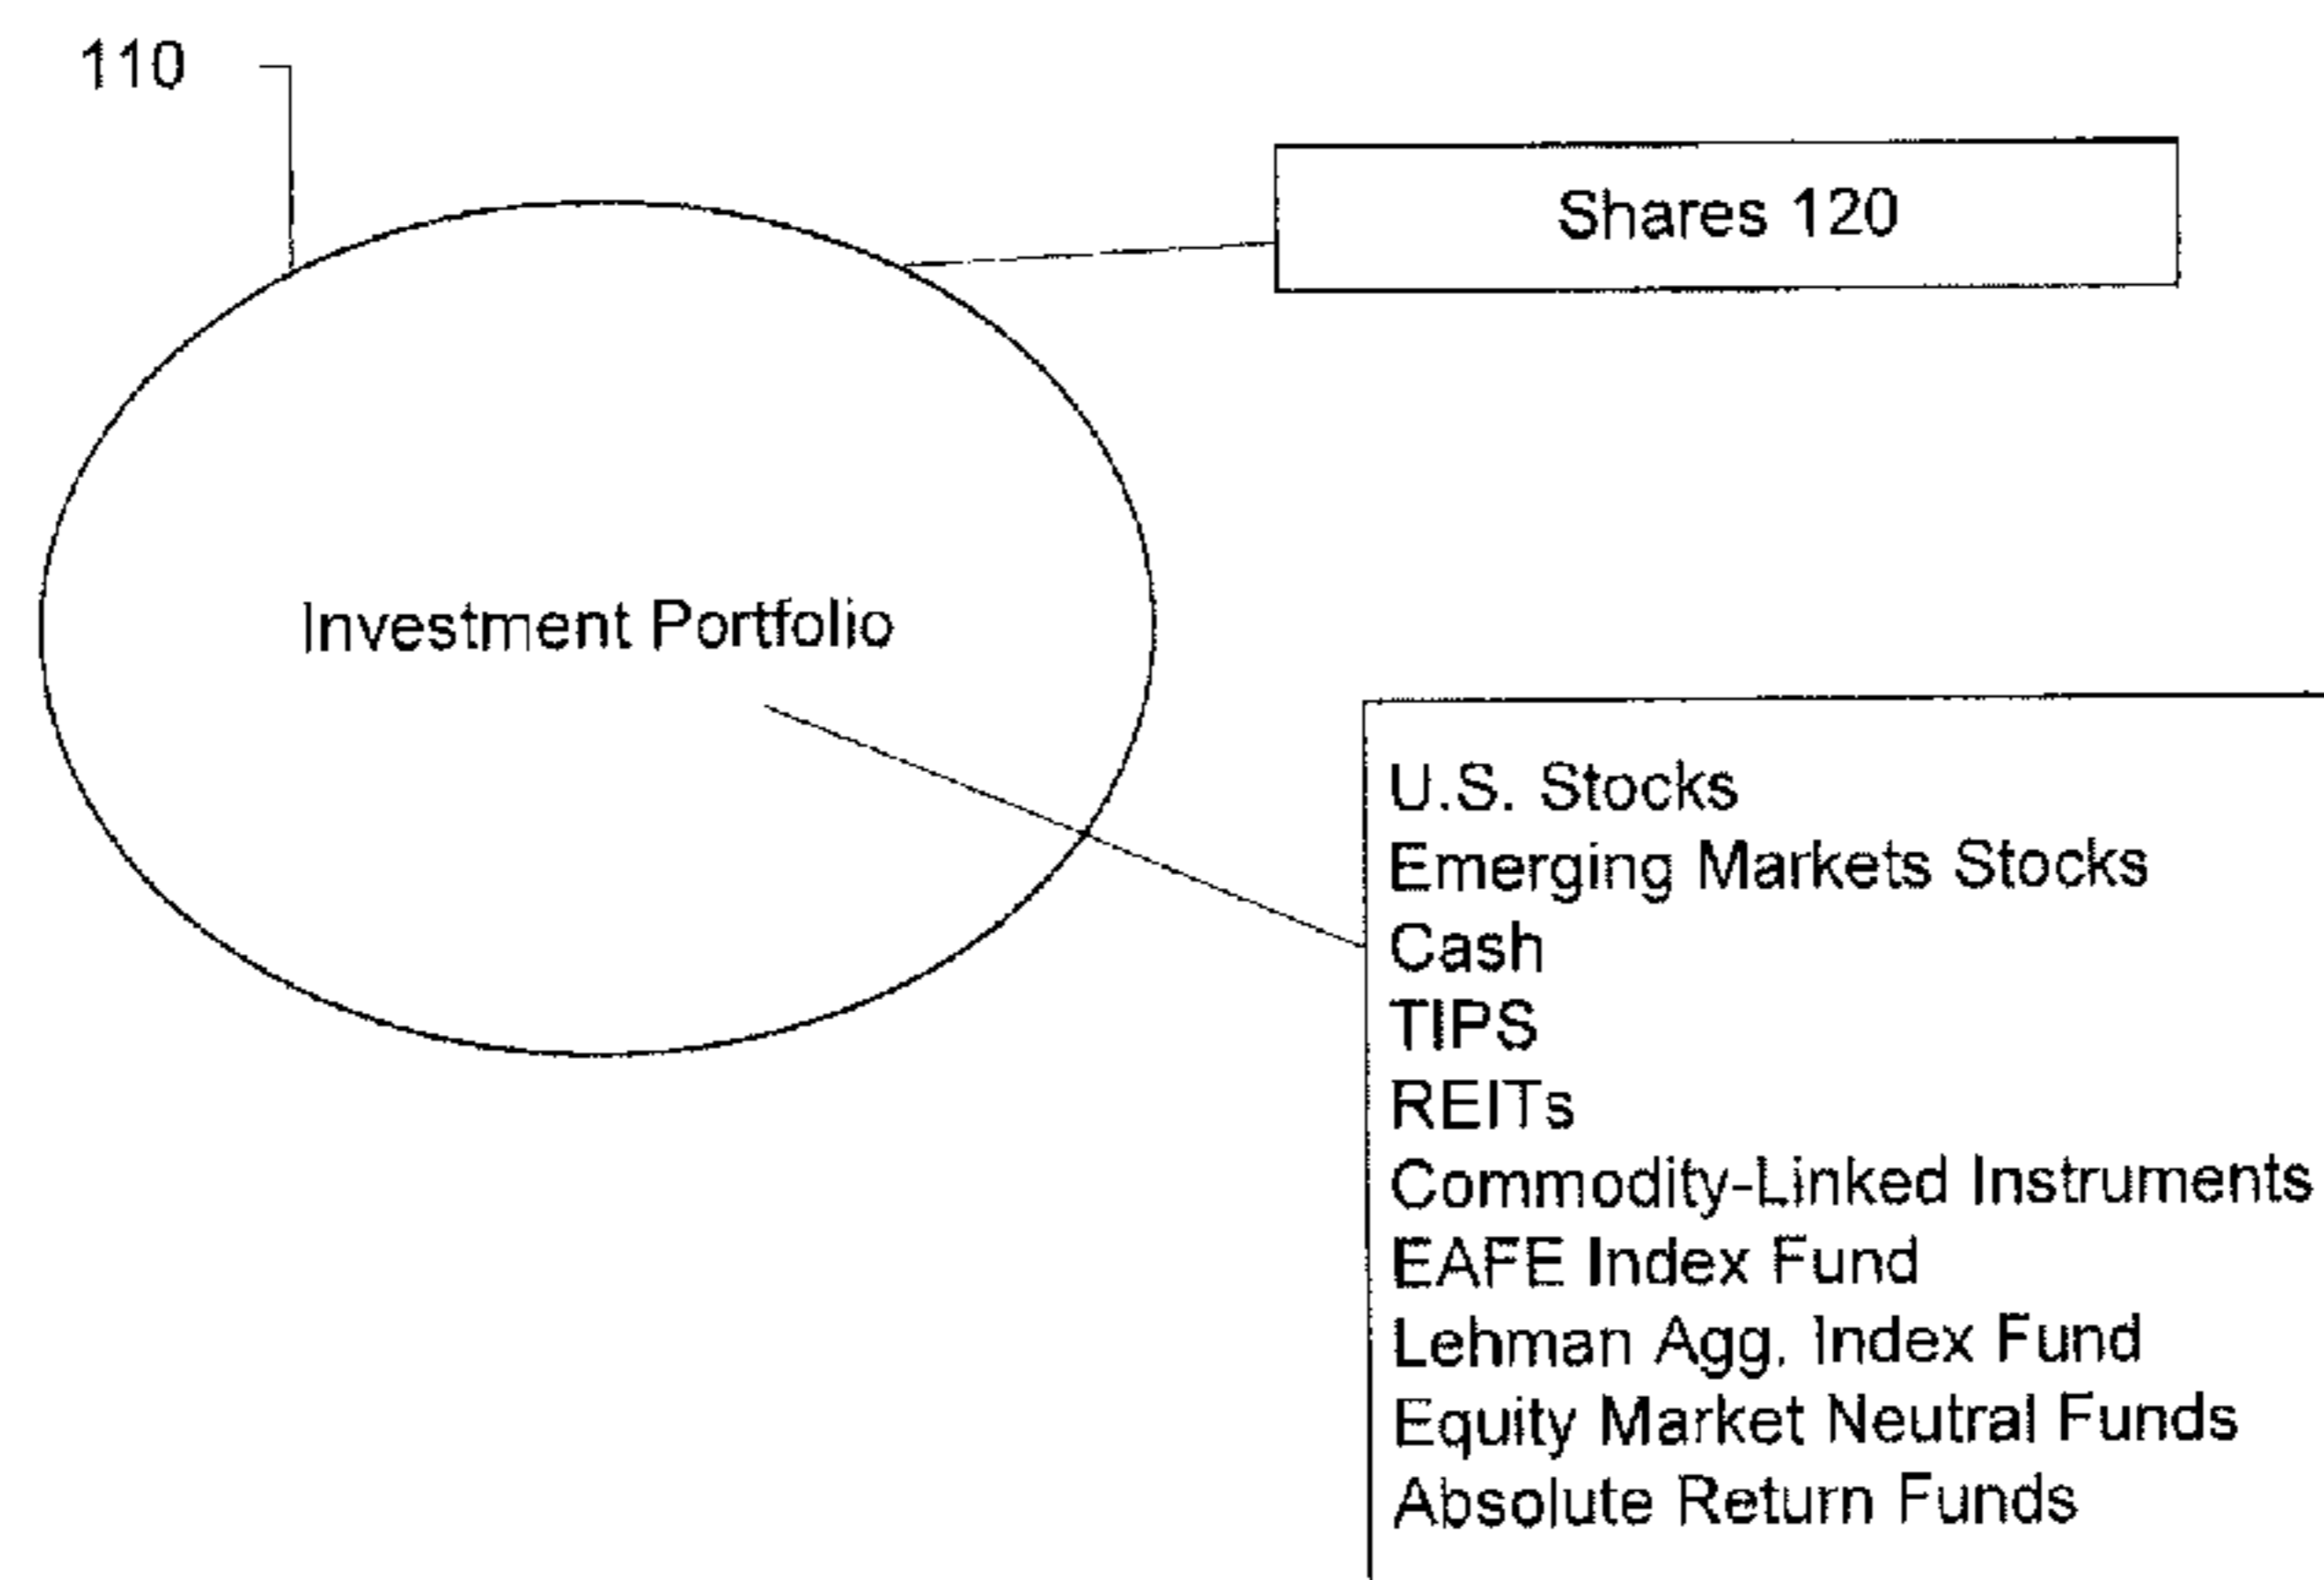 110
Shares 120
Investment Portfolio
U.S. Stocks
Emerging Markets Stocks
Cash
TIPS
REITs
Commodity-Linked Instruments
EAFE Index Fund
Lehman Agg. Index Fund
Equity Market Neutral Funds
Absolute Return Funds